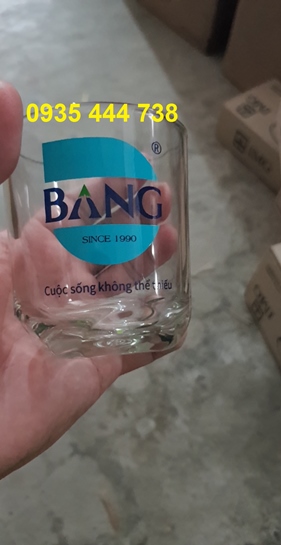 0935 444 738
®
BANG
SINCE 1990
Cuộc sống không thể thiếu